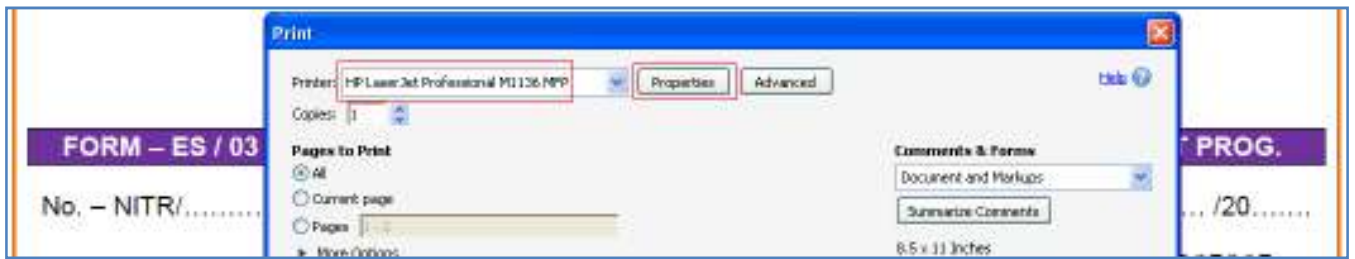 Print
Printer: HP LaserJet Professional M1136 MFP Properties Advanced Help
Copies: 1
FORM – ES / 03
PROG.
Pages to Print
Comments & Forms
All
Document and Markups
Current page
No. – NITR/.........
Summarize Comments
... /20.......
Pages
More Options
8.5 x 11 Inches